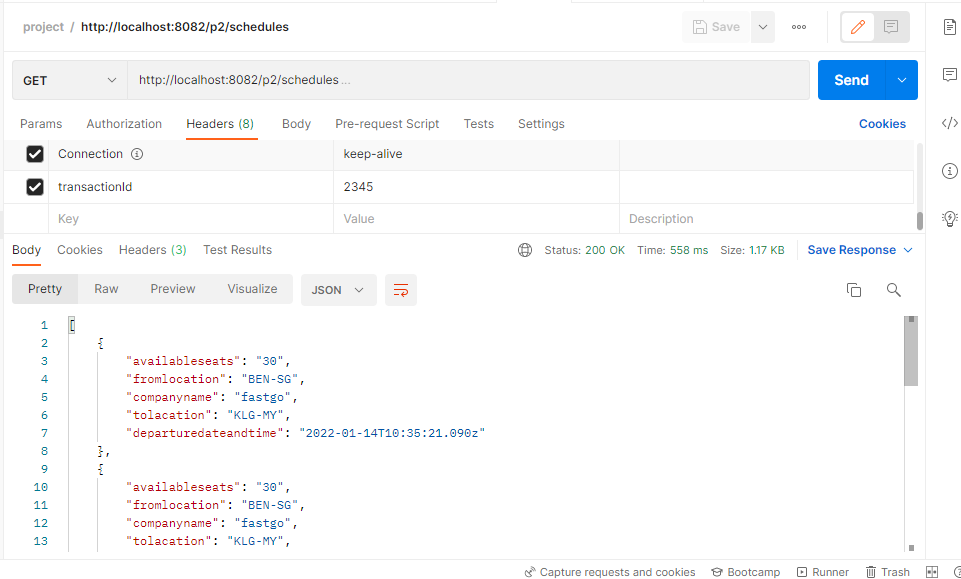 project / http://localhost:8082/p2/schedules
Save
GET http://localhost:8082/p2/schedules ...
Send
Params Authorization Headers (8) Body Pre-request Script Tests Settings Cookies
Connection keep-alive
transactionId 2345
Key Value Description
Body Cookies Headers (3) Test Results Status: 200 OK Time: 558 ms Size: 1.17 KB Save Response
Pretty Raw Preview Visualize JSON
1 [
2 {
3 "availableseats": "30",
4 "fromlocation": "BEN-SG",
5 "companyname": "fastgo",
6 "tolacation": "KLG-MY",
7 "departuredateandtime": "2022-01-14T10:35:21.090z"
8 },
9 {
10 "availableseats": "30",
11 "fromlocation": "BEN-SG",
12 "companyname": "fastgo",
13 "tolacation": "KLG-MY",
Capture requests and cookies Bootcamp Runner Trash